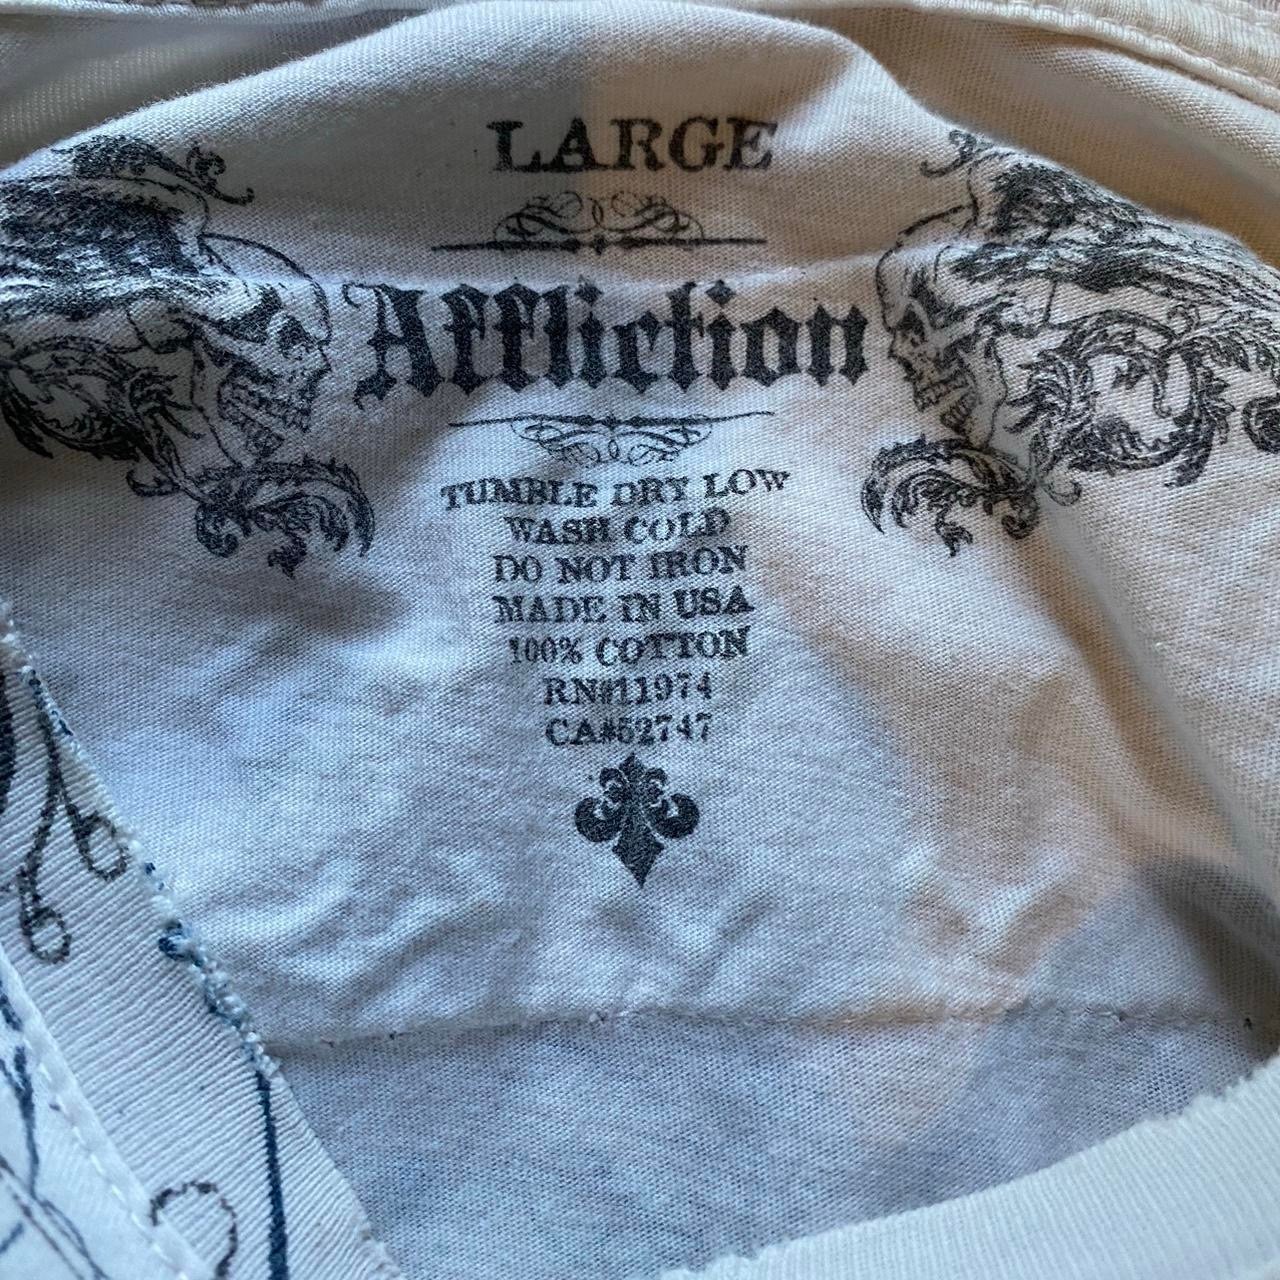 LARGE
Affliction
TUMBLE DRY LOW
WASH COLD
DO NOT IRON
MADE IN USA
100% COTTON
RN#11974
CA#52747